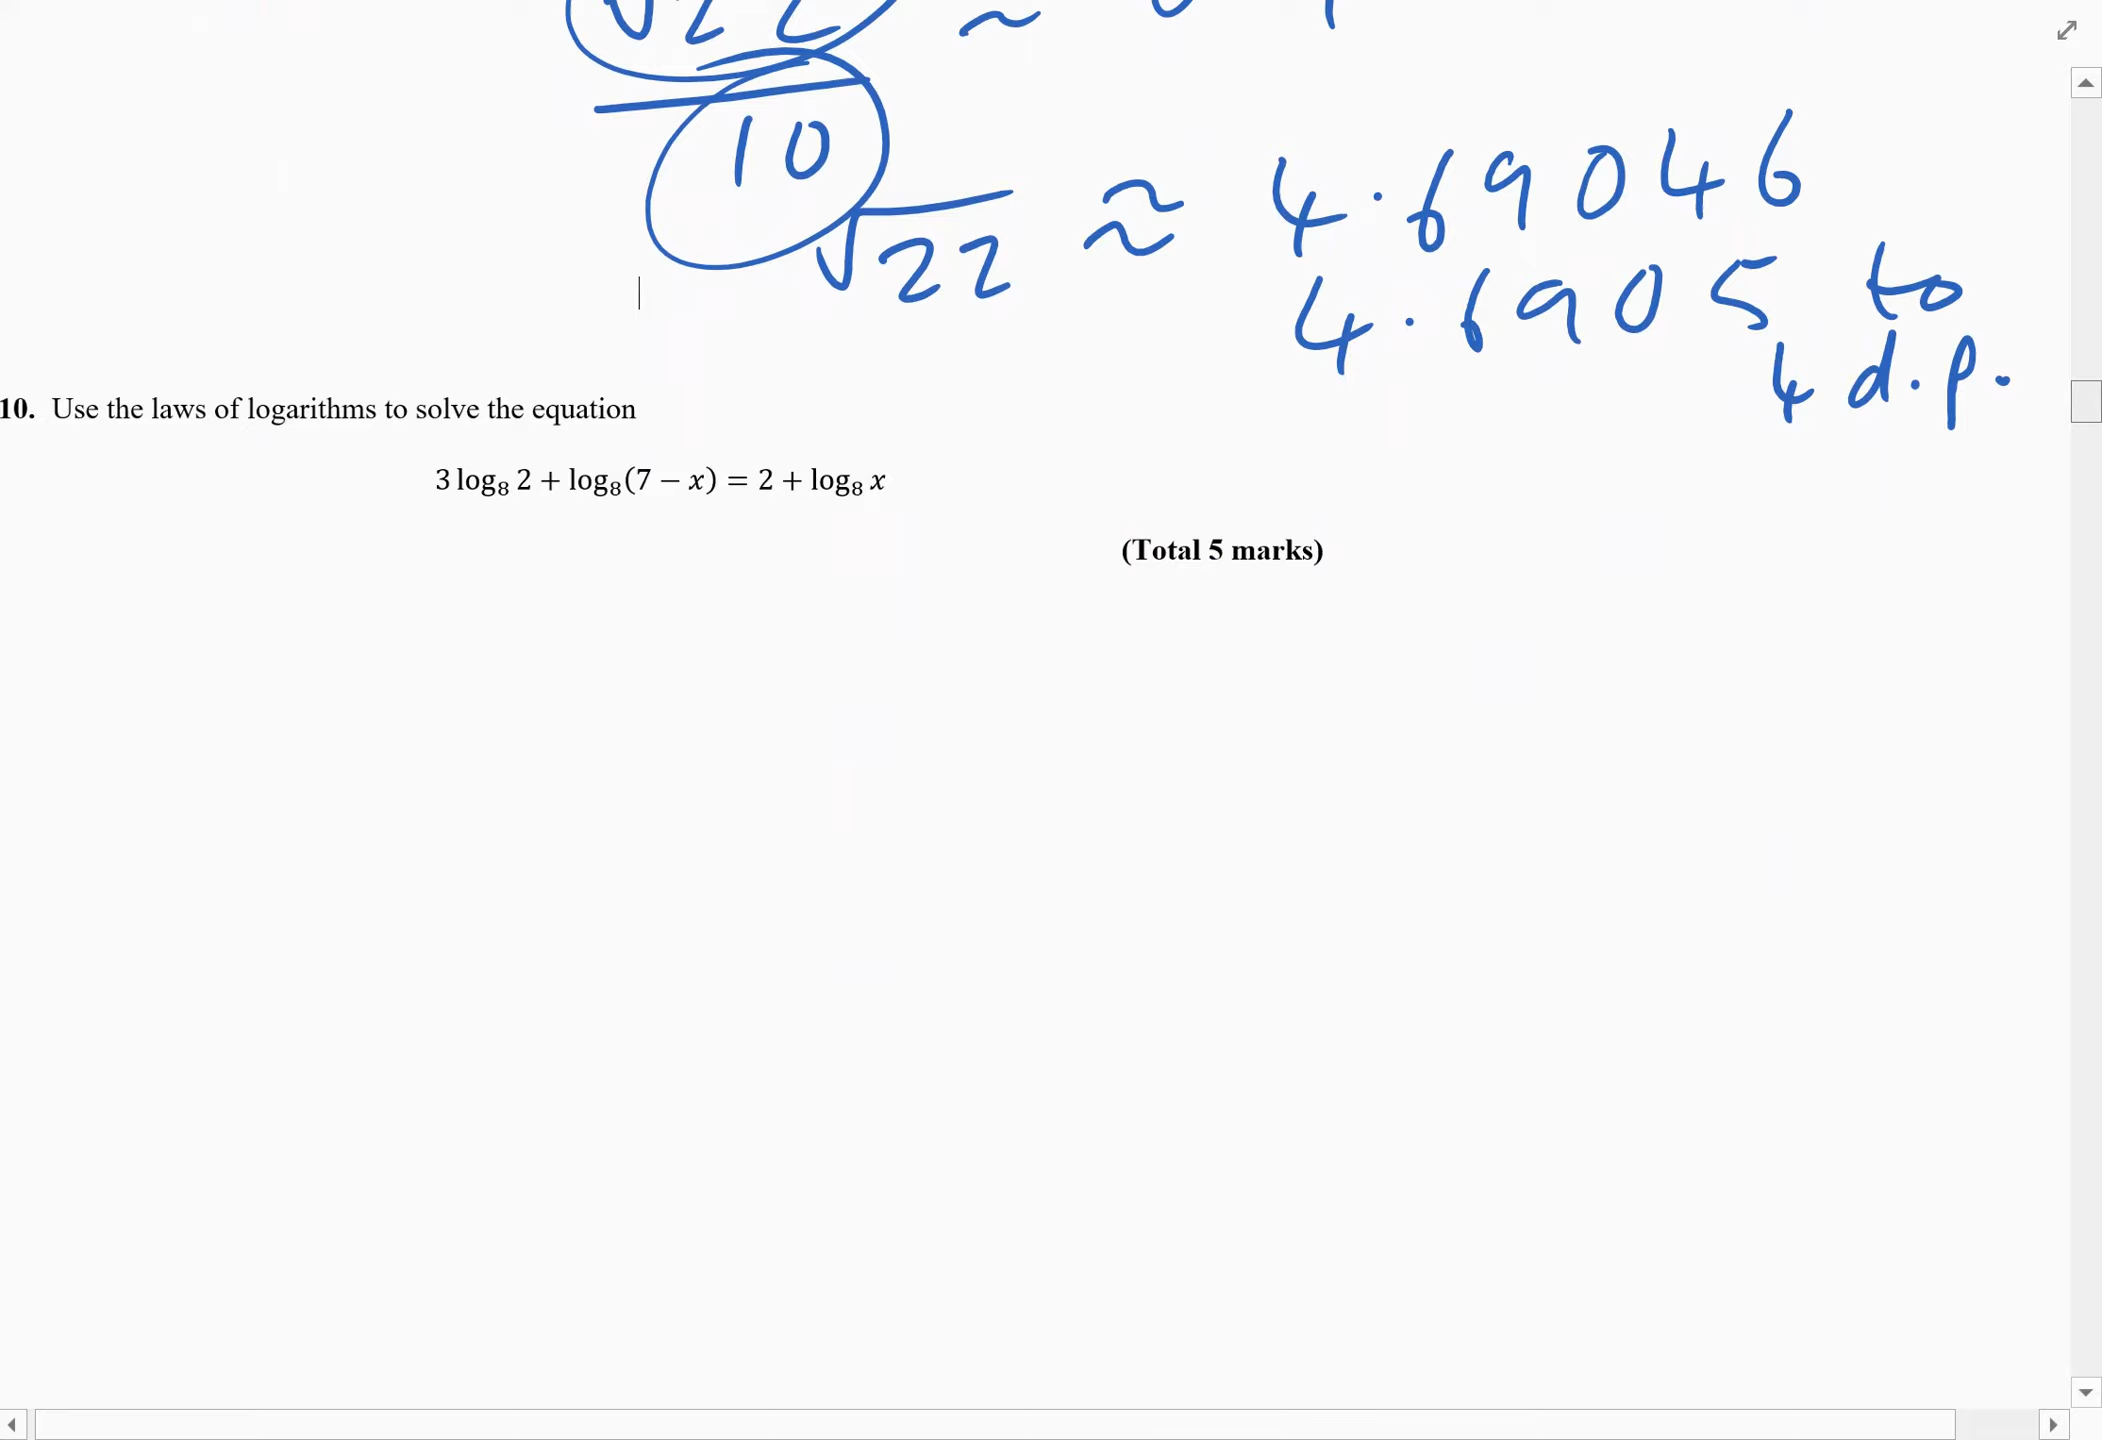 √22 ≈
10
√22 ≈ 4.69046
4.6905 to
4 d.p.
10. Use the laws of logarithms to solve the equation
3 log₈ 2 + log₈(7 − x) = 2 + log₈ x
(Total 5 marks)